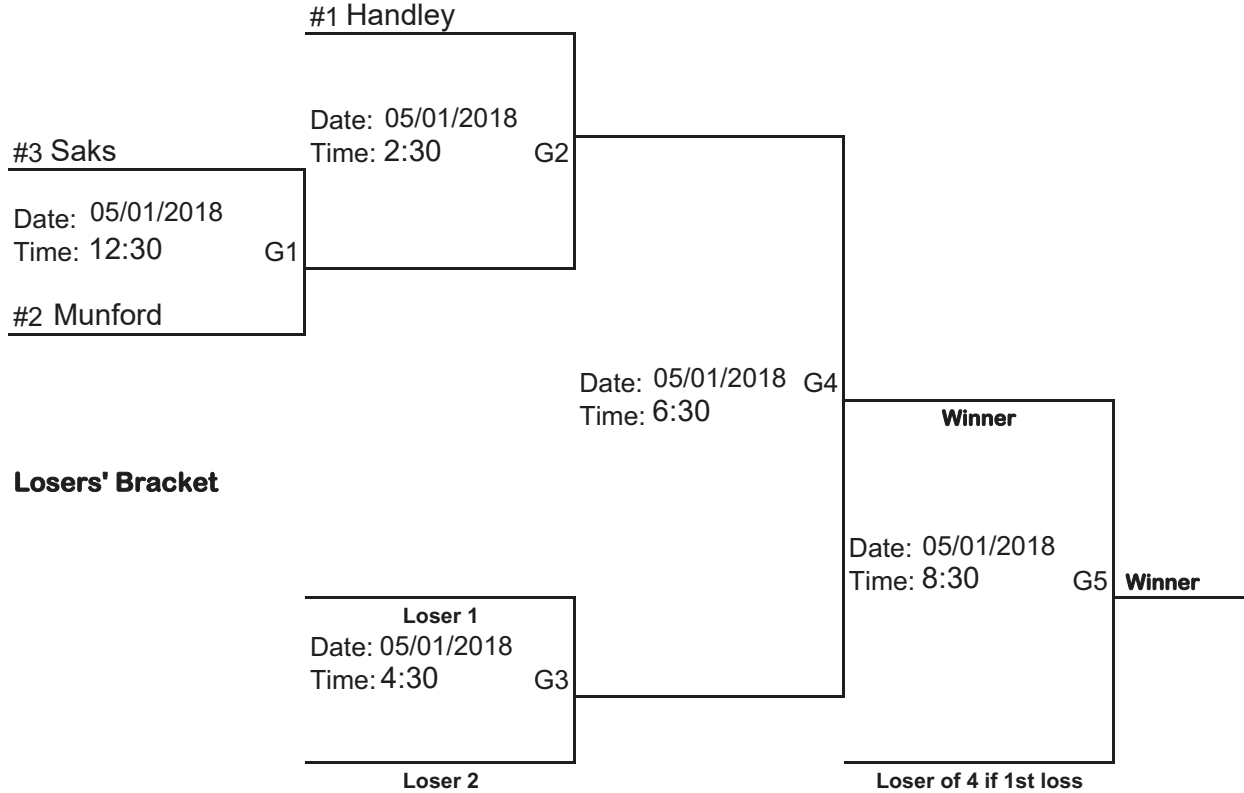 #1 Handley
Date: 05/01/2018
Time: 2:30 G2
#3 Saks
Date: 05/01/2018
Time: 12:30 G1
#2 Munford
Date: 05/01/2018 G4
Time: 6:30
Winner
Losers' Bracket
Date: 05/01/2018
Time: 8:30 G5 Winner
Loser 1
Date: 05/01/2018
Time: 4:30 G3
Loser 2
Loser of 4 if 1st loss